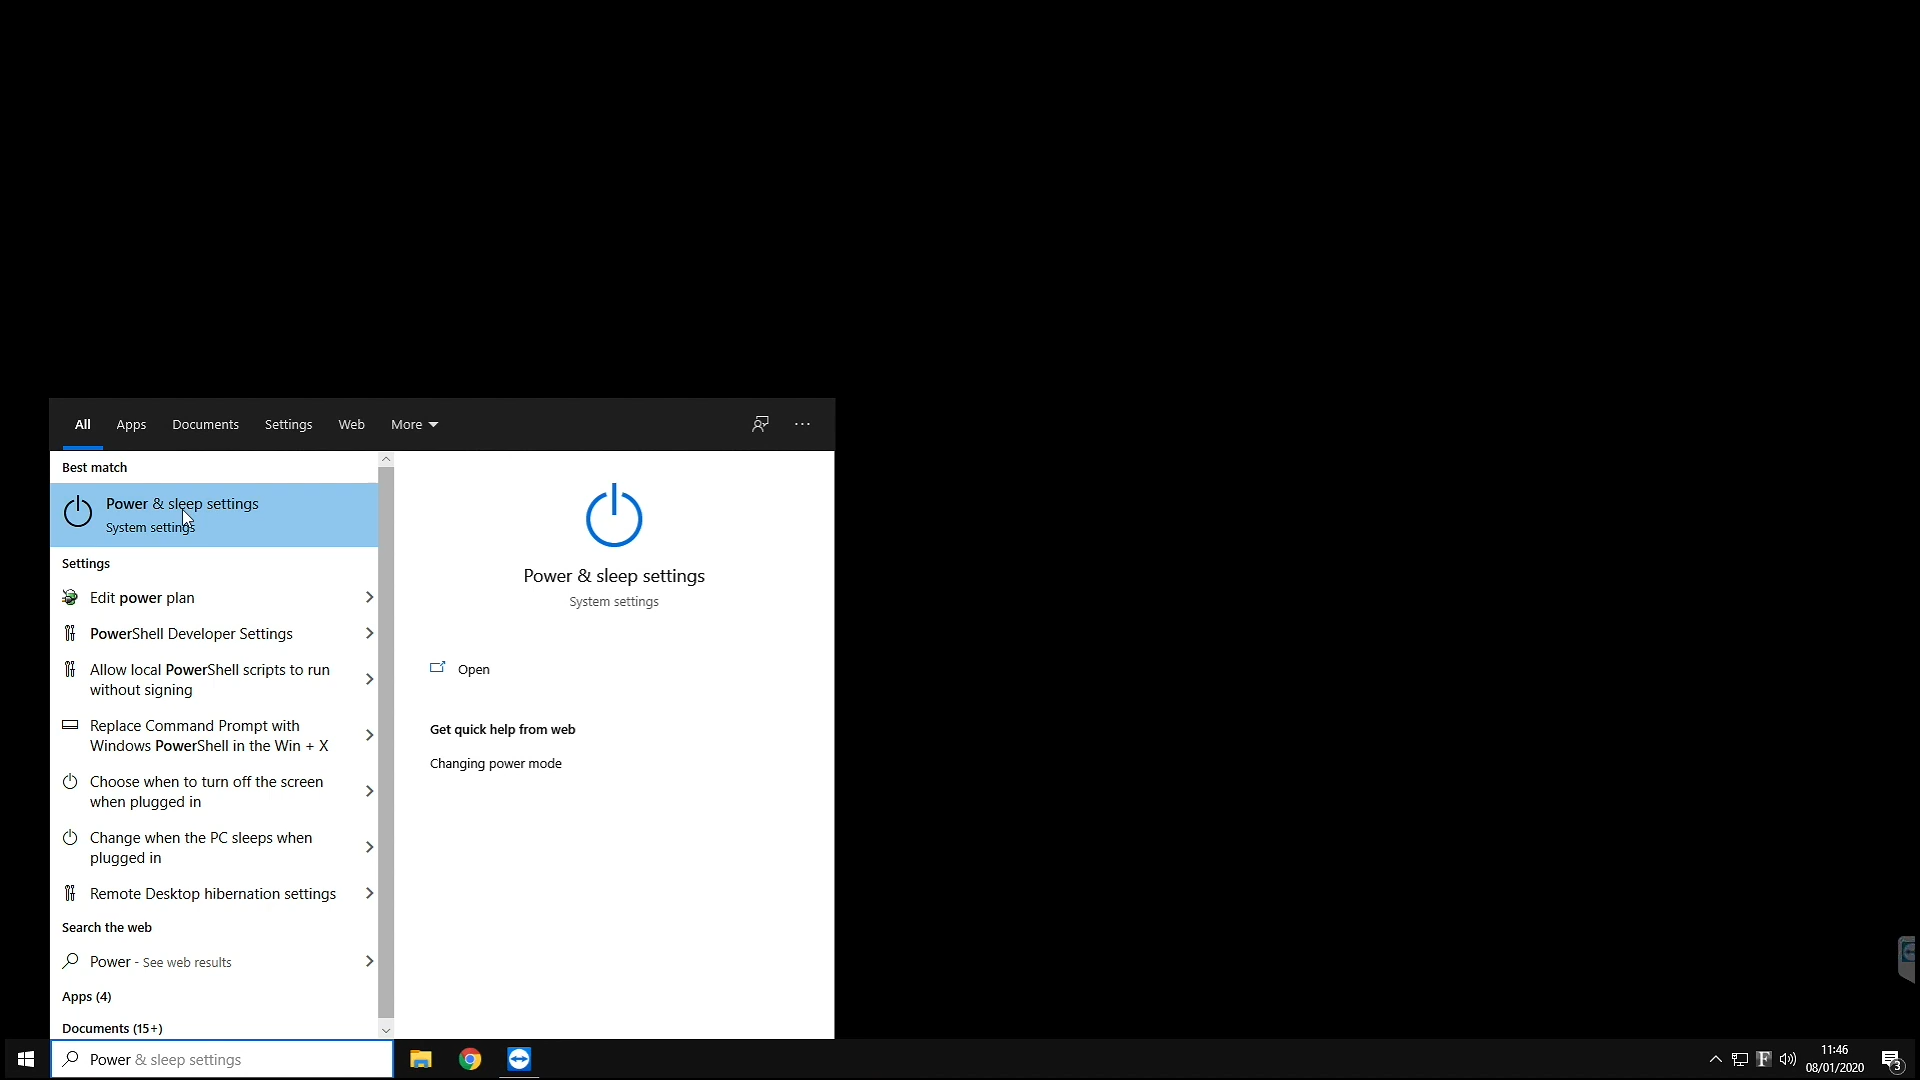 All Apps Documents Settings Web More
Best match
Power & sleep settings
System settings
Settings
Edit power plan
PowerShell Developer Settings
Allow local PowerShell scripts to run
without signing
Replace Command Prompt with
Windows PowerShell in the Win + X
Choose when to turn off the screen
when plugged in
Change when the PC sleeps when
plugged in
Remote Desktop hibernation settings
Search the web
Power - See web results
Apps (4)
Documents (15+)
Power & sleep settings
System settings
Open
Get quick help from web
Changing power mode
Power & sleep settings
F
11:46
08/01/2020
3